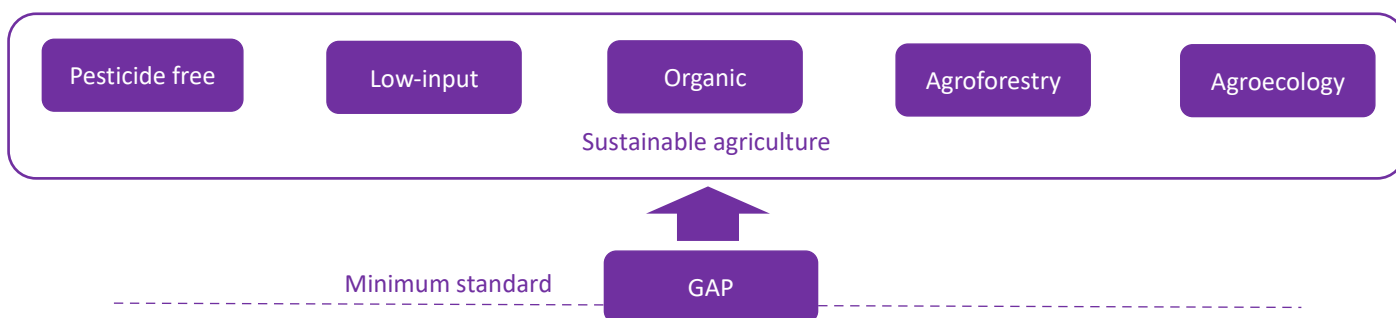 Pesticide free
Low-input
Organic
Agroforestry
Agroecology
Sustainable agriculture
Minimum standard
GAP